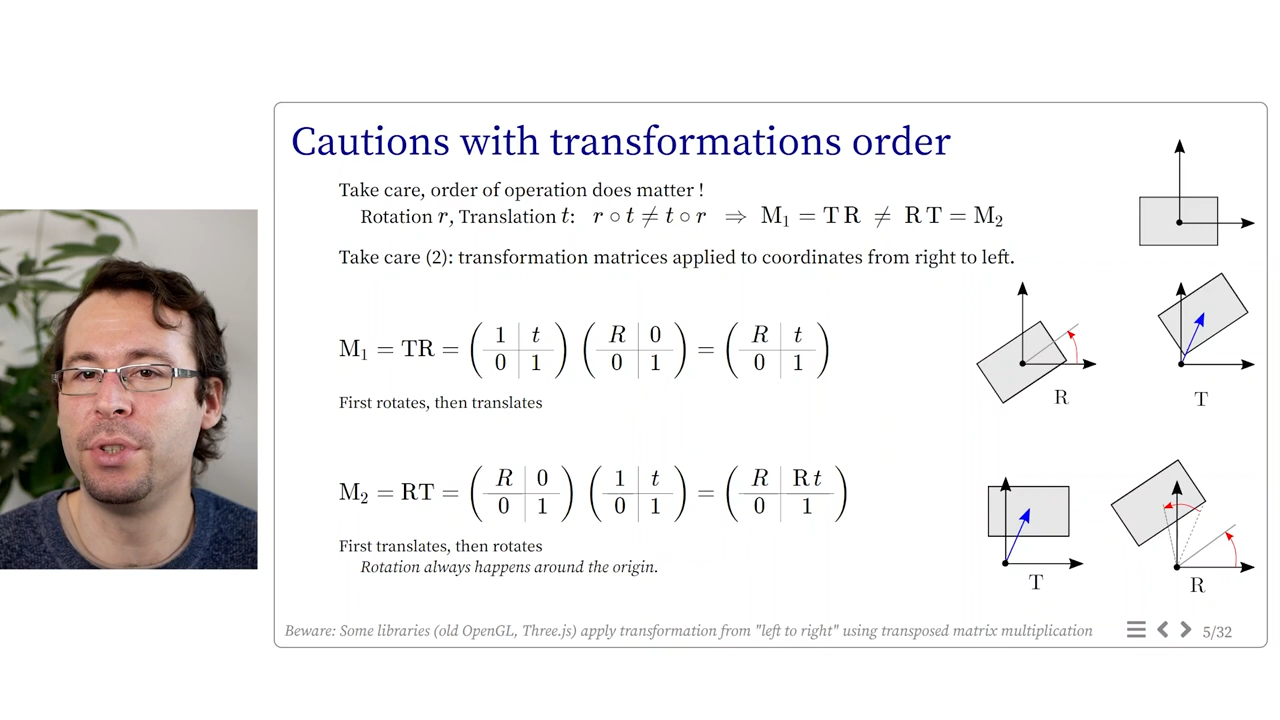 Cautions with transformations order
Take care, order of operation does matter !
Rotation r, Translation t: r ∘ t ≠ t ∘ r ⇒ M₁ = T R ≠ R T = M₂
Take care (2): transformation matrices applied to coordinates from right to left.
M₁ = TR = ( 1 | t ; 0 | 1 ) ( R | 0 ; 0 | 1 ) = ( R | t ; 0 | 1 )
First rotates, then translates
R
T
M₂ = RT = ( R | 0 ; 0 | 1 ) ( 1 | t ; 0 | 1 ) = ( R | R t ; 0 | 1 )
First translates, then rotates
Rotation always happens around the origin.
T
R
Beware: Some libraries (old OpenGL, Three.js) apply transformation from "left to right" using transposed matrix multiplication
5/32